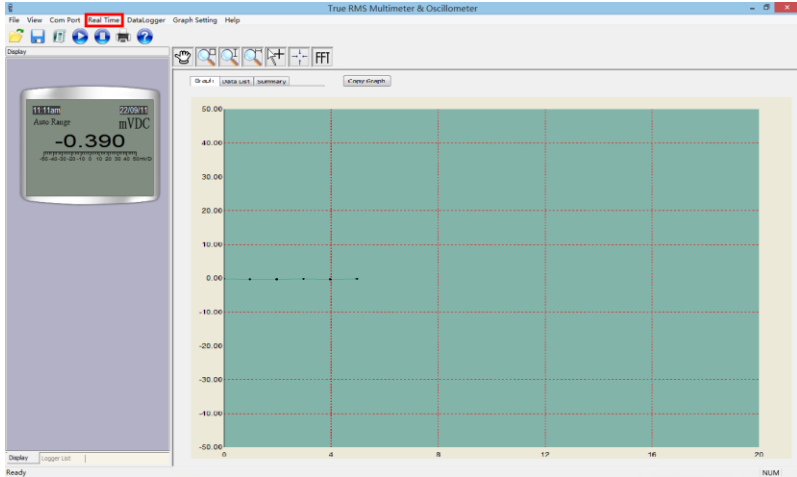 True RMS Multimeter & Oscillometer
File View Com Port Real Time DataLogger Graph Setting Help
Display
FFT
Graph Data List Summary Copy Graph
11:11am 22/09/11
Auto Range mVDC
-0.390
-50 -40 -30 -20 -10 0 10 20 30 40 50mVD
50.00
40.00
30.00
20.00
10.00
0.00
-10.00
-20.00
-30.00
-40.00
-50.00
0 4 8 12 16 20
Display Logger List
Ready NUM